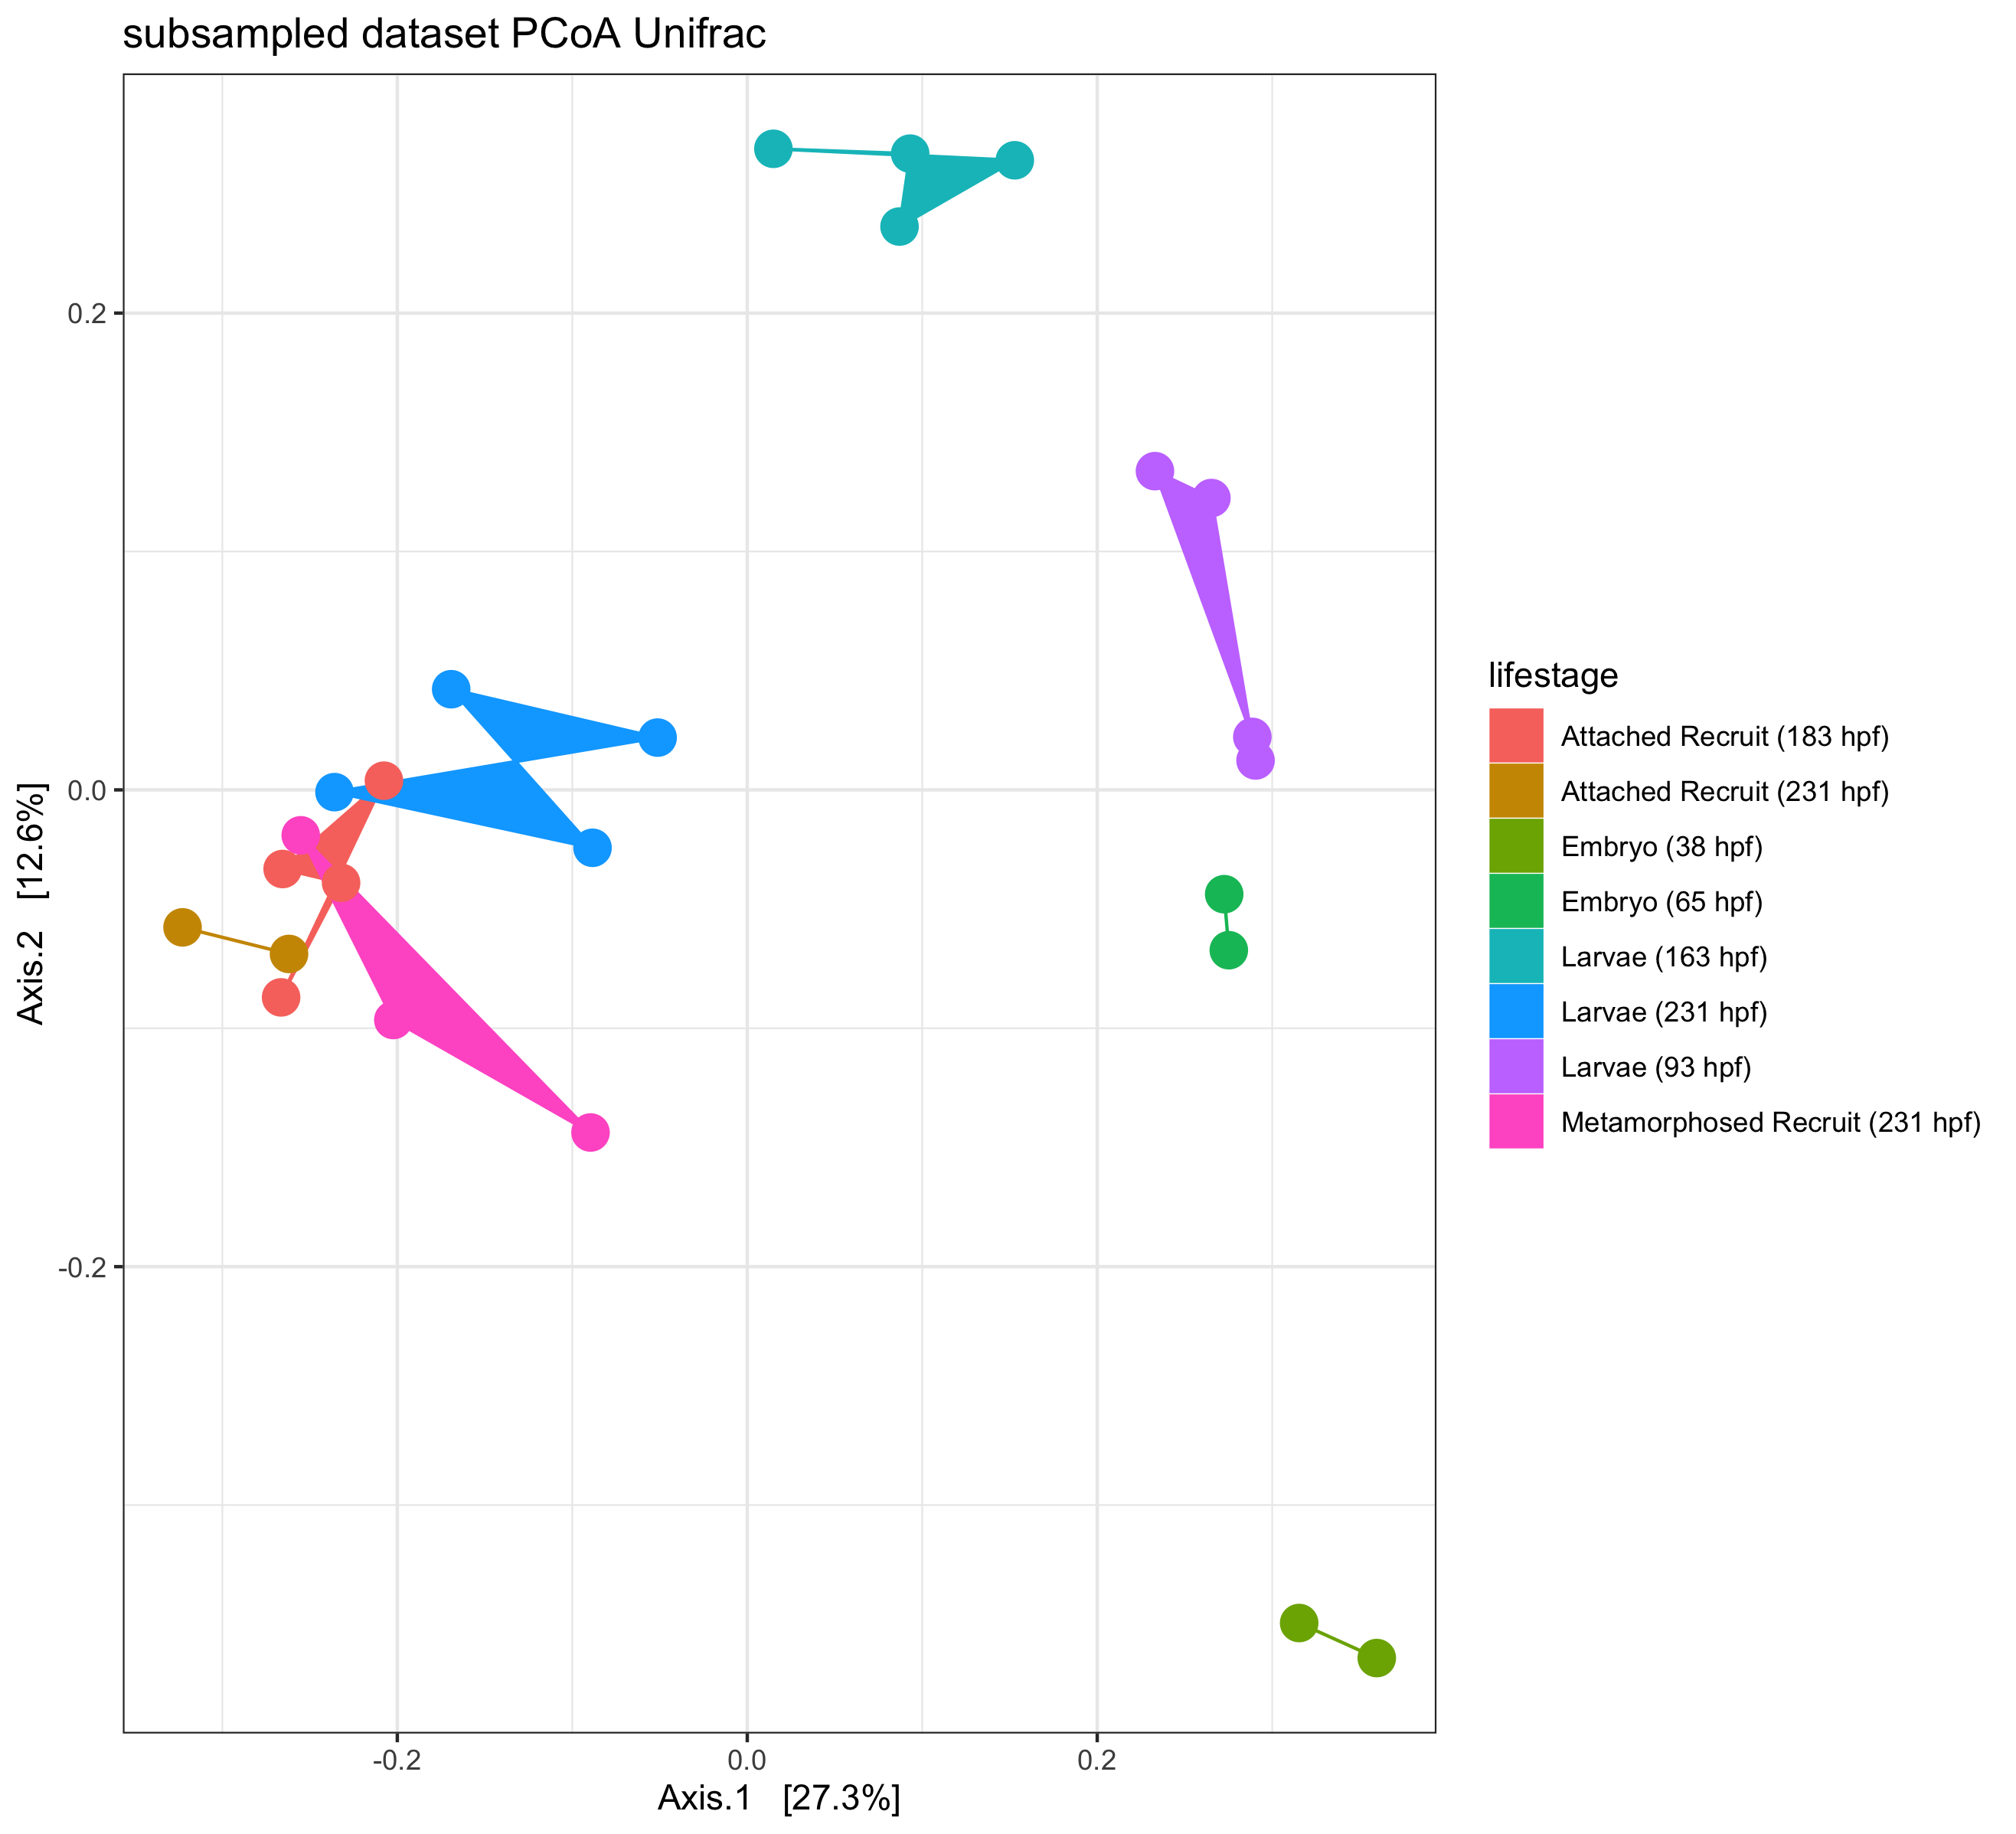 subsampled dataset PCoA Unifrac
0.2
0.0
-0.2
Axis.2   [12.6%]
-0.2
0.0
0.2
Axis.1   [27.3%]
lifestage
Attached Recruit (183 hpf)
Attached Recruit (231 hpf)
Embryo (38 hpf)
Embryo (65 hpf)
Larvae (163 hpf)
Larvae (231 hpf)
Larvae (93 hpf)
Metamorphosed Recruit (231 hpf)